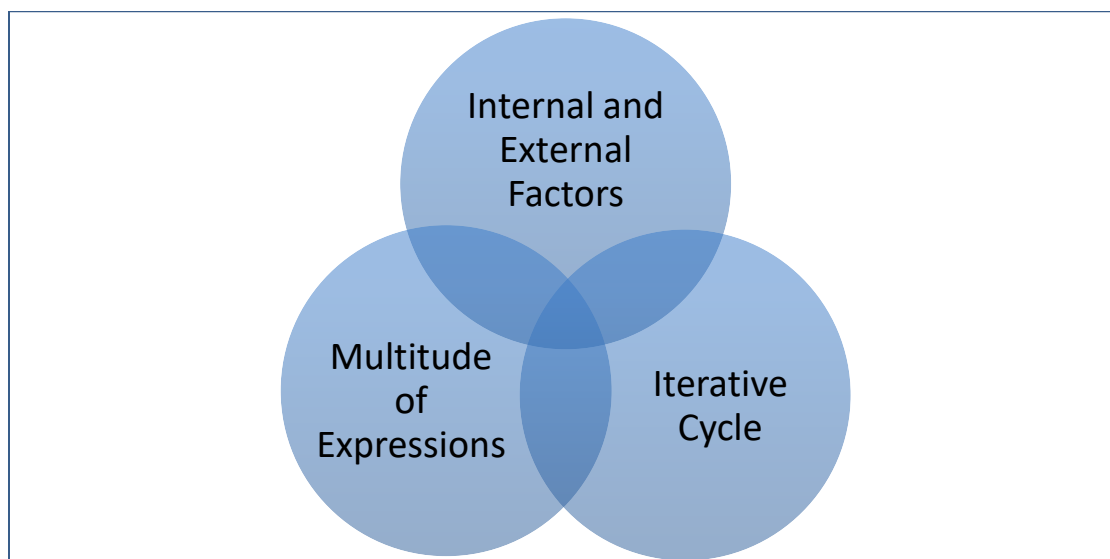 Internal and
External
Factors
Multitude
of
Expressions
Iterative
Cycle